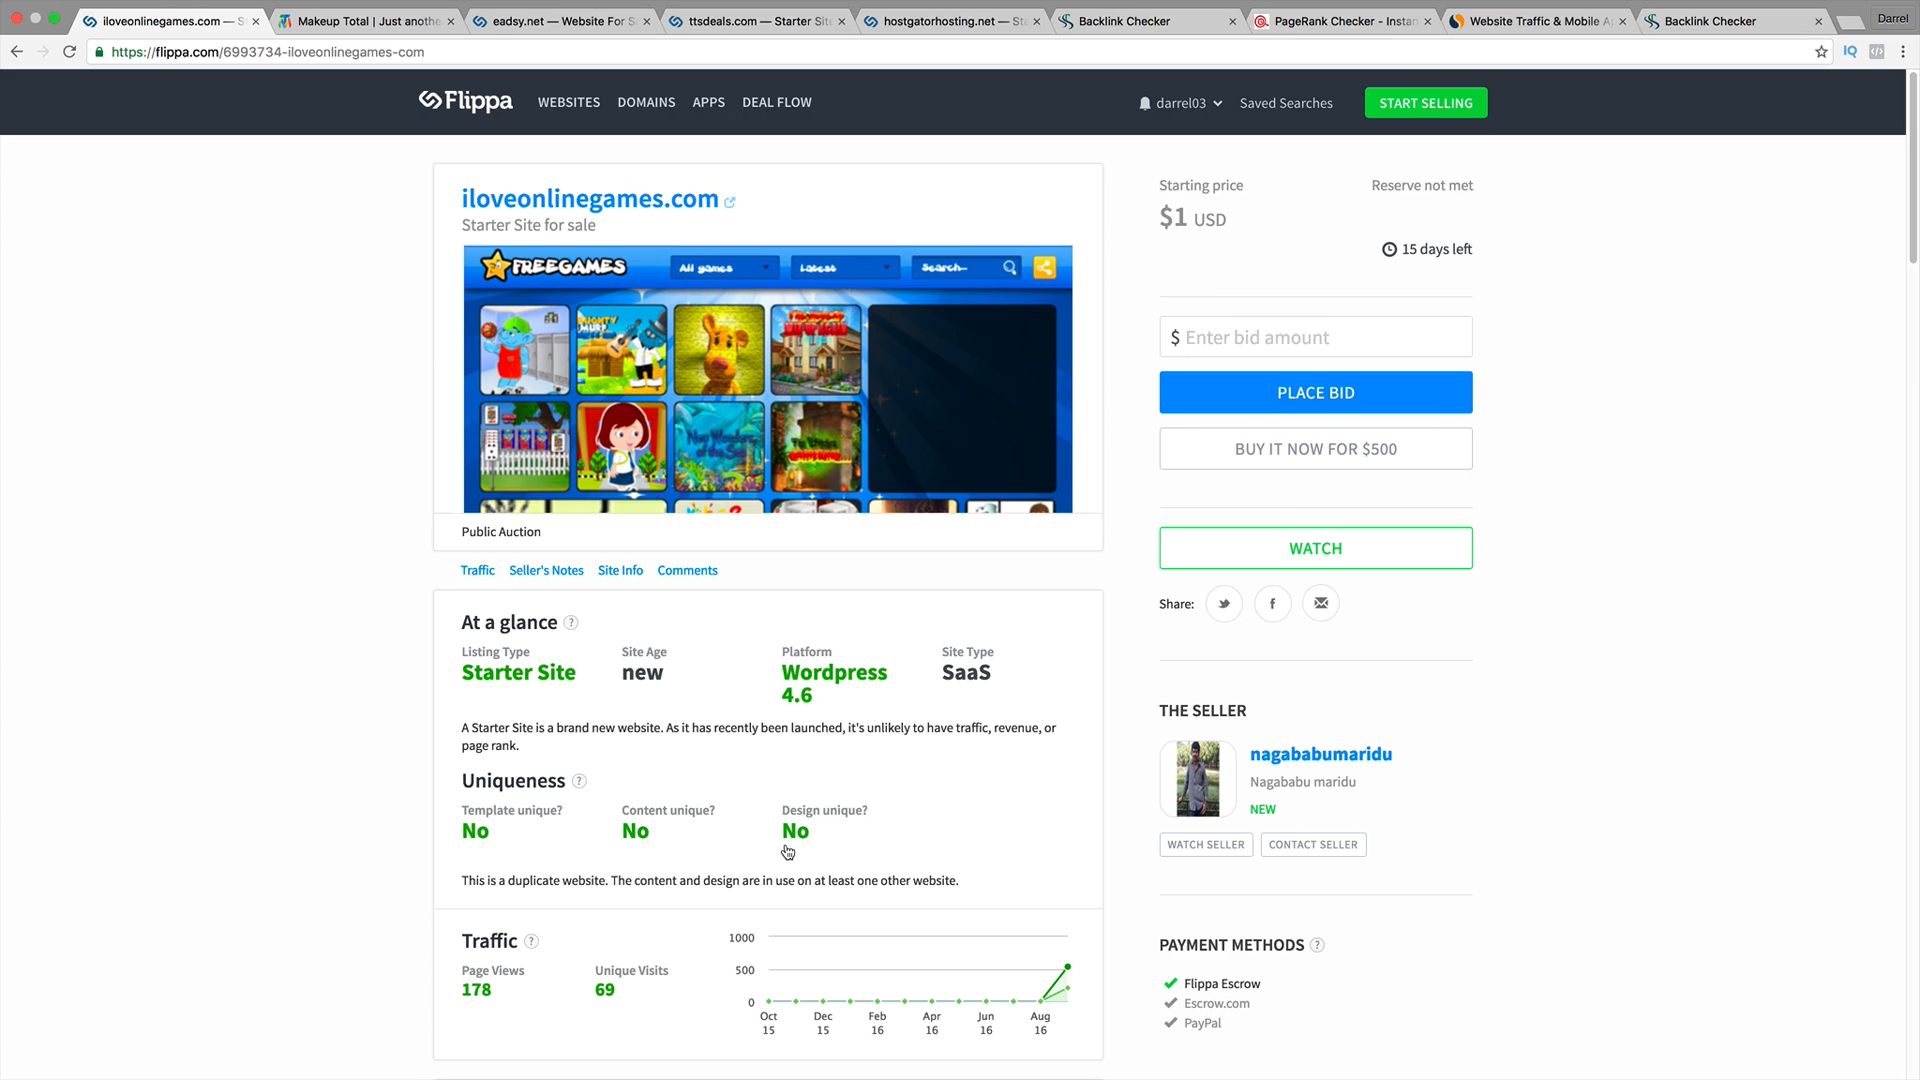 iloveonlinegames.com — S
Makeup Total | Just anothe
eadsy.net — Website For S
ttsdeals.com — Starter Site
hostgatorhosting.net — Sta
Backlink Checker
PageRank Checker - Instan
Website Traffic & Mobile A
Backlink Checker
Darrel
https://flippa.com/6993734-iloveonlinegames-com
IQ
Flippa
WEBSITES
DOMAINS
APPS
DEAL FLOW
darrel03
Saved Searches
START SELLING
iloveonlinegames.com
Starter Site for sale
FREEGAMES
All games
Latest
Search...
MIGHTY
MURF
New Wonders
of the Sea
Public Auction
Traffic
Seller's Notes
Site Info
Comments
At a glance ?
Listing Type
Starter Site
Site Age
new
Platform
Wordpress
4.6
Site Type
SaaS
A Starter Site is a brand new website. As it has recently been launched, it's unlikely to have traffic, revenue, or
page rank.
Uniqueness ?
Template unique?
No
Content unique?
No
Design unique?
No
This is a duplicate website. The content and design are in use on at least one other website.
Traffic ?
Page Views
178
Unique Visits
69
1000
500
0
Oct
15
Dec
15
Feb
16
Apr
16
Jun
16
Aug
16
Starting price
Reserve not met
$1 USD
15 days left
$ Enter bid amount
PLACE BID
BUY IT NOW FOR $500
WATCH
Share:
THE SELLER
nagababumaridu
Nagababu maridu
NEW
WATCH SELLER
CONTACT SELLER
PAYMENT METHODS ?
Flippa Escrow
Escrow.com
PayPal